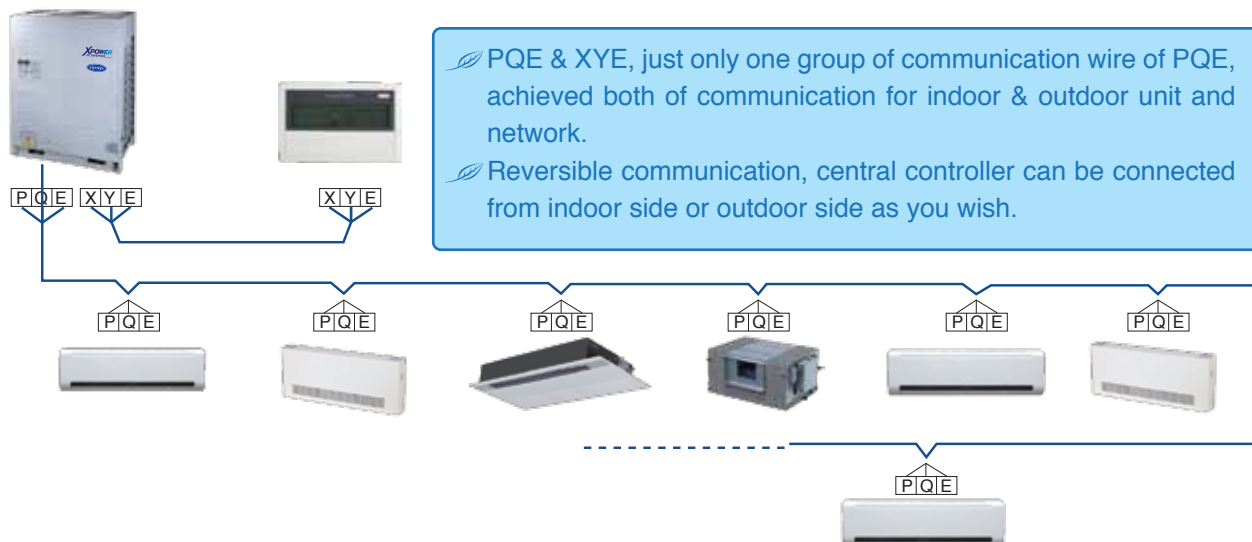 XPOWER
Carrier
PQE & XYE, just only one group of communication wire of PQE,
achieved both of communication for indoor & outdoor unit and
network.
Reversible communication, central controller can be connected
from indoor side or outdoor side as you wish.
P Q E
X Y E
X Y E
P Q E
P Q E
P Q E
P Q E
P Q E
P Q E
P Q E